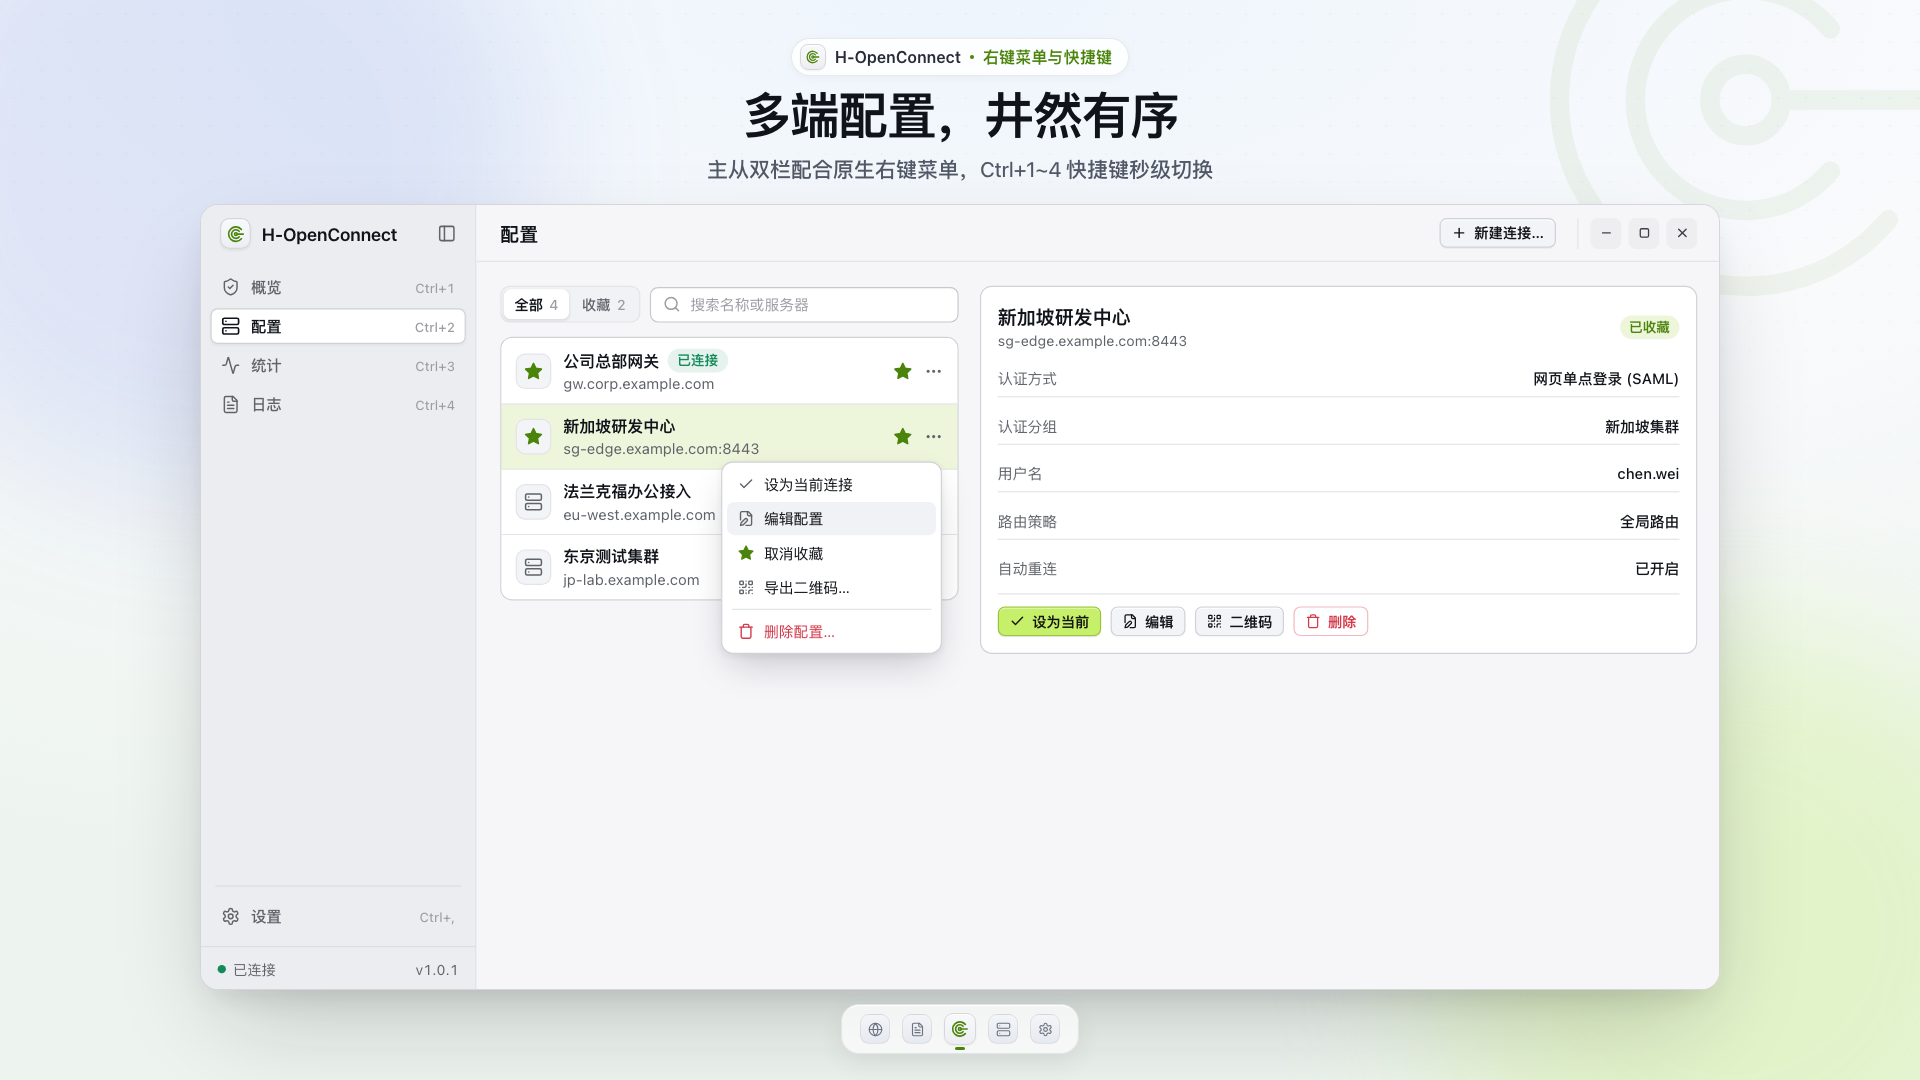 H-OpenConnect • 右键菜单与快捷键
多端配置，井然有序
主从双栏配合原生右键菜单，Ctrl+1~4 快捷键秒级切换
H-OpenConnect
概览 Ctrl+1
配置 Ctrl+2
统计 Ctrl+3
日志 Ctrl+4
设置 Ctrl+,
已连接 v1.0.1
配置
新建连接...
全部 4 收藏 2
搜索名称或服务器
公司总部网关 已连接
gw.corp.example.com
新加坡研发中心
sg-edge.example.com:8443
法兰克福办公接入
eu-west.example.com
东京测试集群
jp-lab.example.com
设为当前连接
编辑配置
取消收藏
导出二维码...
删除配置...
新加坡研发中心
sg-edge.example.com:8443
已收藏
认证方式 网页单点登录 (SAML)
认证分组 新加坡集群
用户名 chen.wei
路由策略 全局路由
自动重连 已开启
设为当前 编辑 二维码 删除